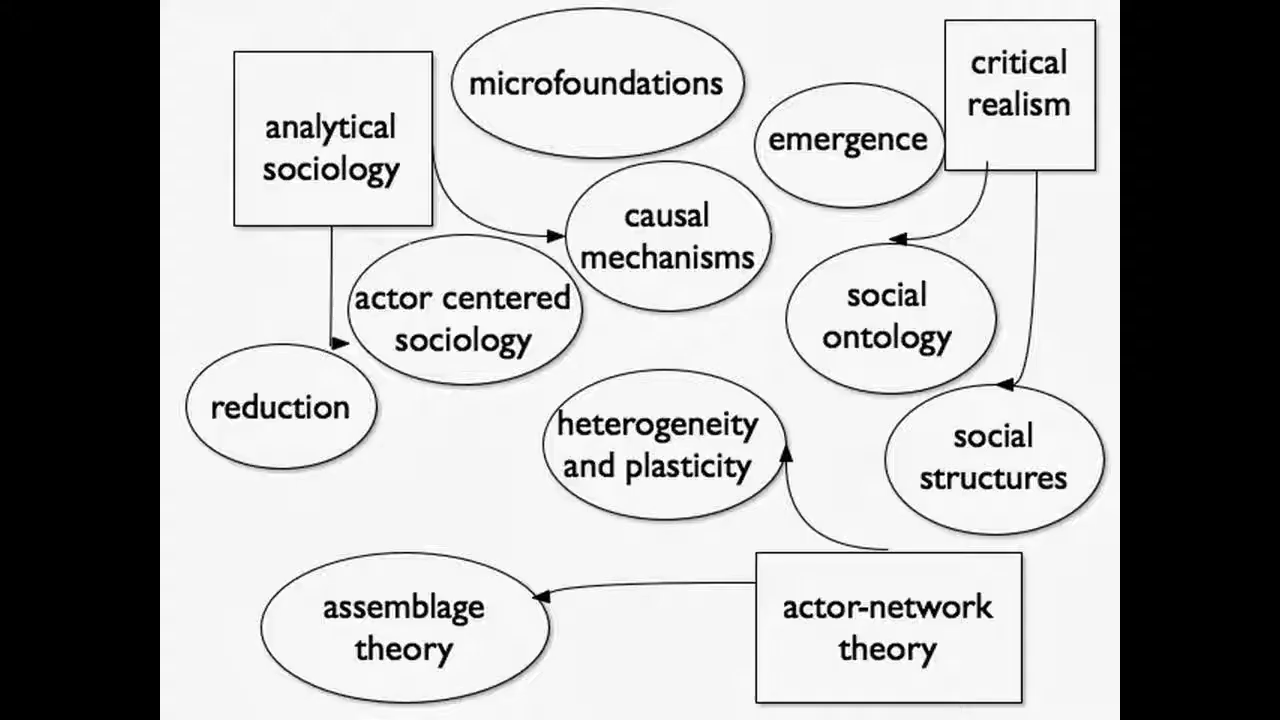 microfoundations
critical
realism
analytical
sociology
emergence
causal
mechanisms
actor centered
sociology
social
ontology
reduction
heterogeneity
and plasticity
social
structures
assemblage
theory
actor-network
theory